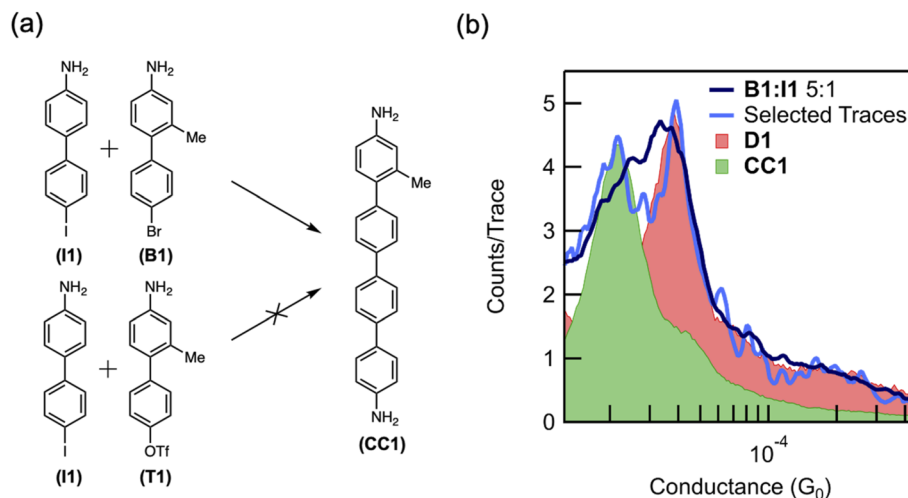 (a)
NH2
NH2
Me
+
I
Br
(I1)
(B1)
NH2
NH2
Me
+
I
OTf
(I1)
(T1)
NH2
Me
NH2
(CC1)
(b)
B1:I1 5:1
Selected Traces
D1
CC1
5
4
3
2
1
0
Counts/Trace
10-4
Conductance (G0)